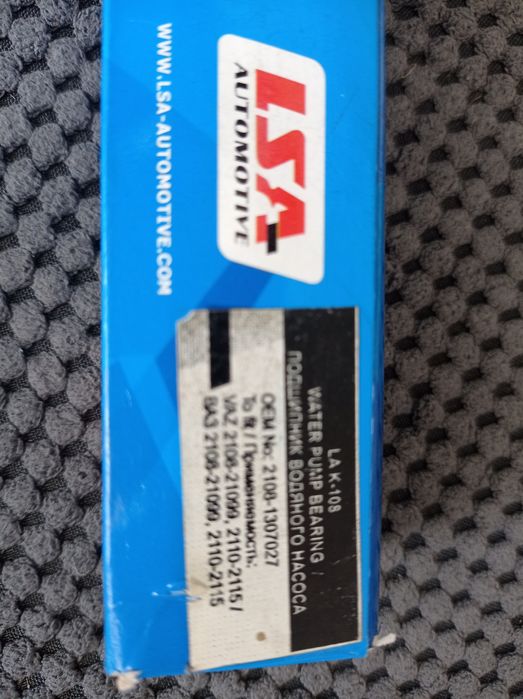 LSA
AUTOMOTIVE
WWW.LSA-AUTOMOTIVE.COM
LA K-108
WATER PUMP BEARING /
ПОДШИПНИК ВОДЯНОГО НАСОСА
OEM No: 2108-1307027
To fit / Применяемость:
VAZ 2108-21099, 2110-2115 /
ВАЗ 2108-21099, 2110-2115